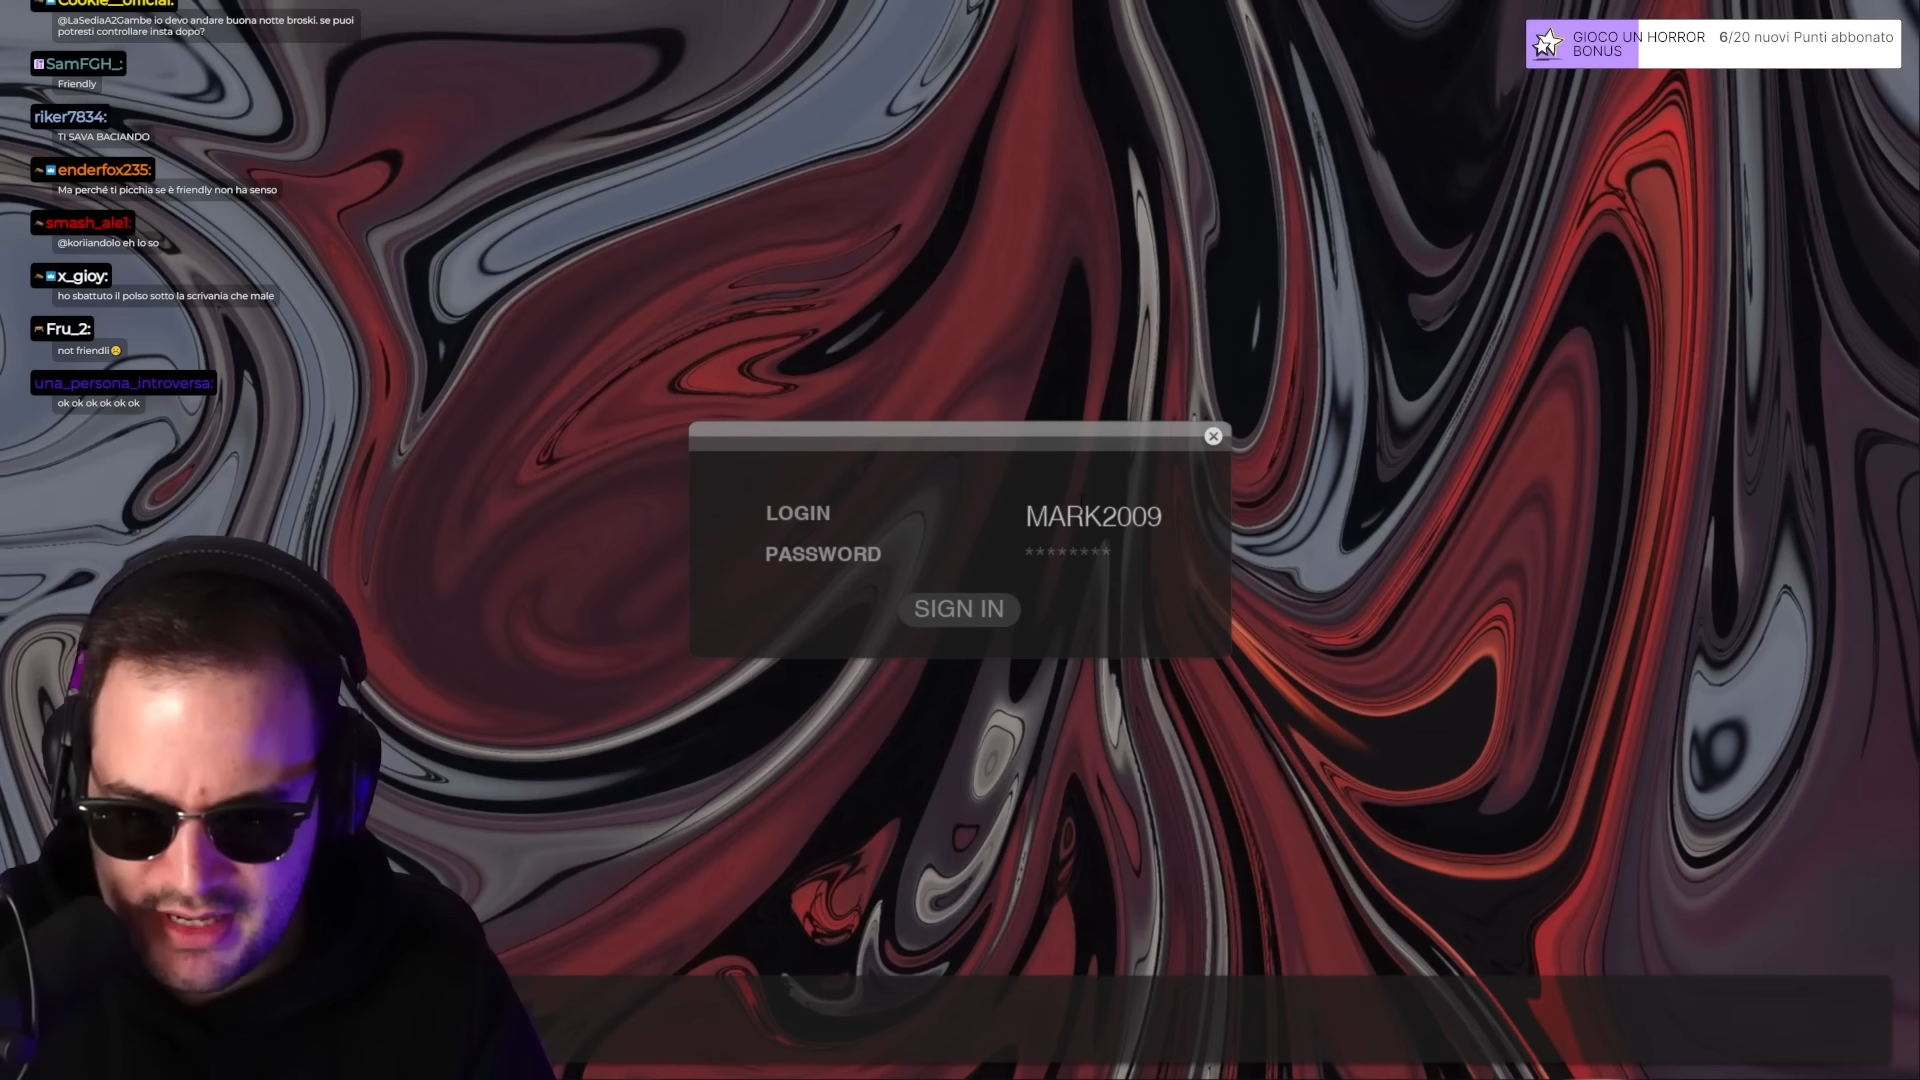 Cookie__official:
@LaSediaA2Gambe io devo andare buona notte broski. se puoi
potresti controllare insta dopo?
SamFGH_:
Friendly
riker7834:
TI SAVA BACIANDO
enderfox235:
Ma perché ti picchia se è friendly non ha senso
smash_ale1:
@koriiandolo eh lo so
x_gioy:
ho sbattuto il polso sotto la scrivania che male
Fru_2:
not friendli
una_persona_introversa:
ok ok ok ok ok ok
GIOCO UN HORROR 6/20 nuovi Punti abbonato
BONUS
LOGIN MARK2009
PASSWORD ********
SIGN IN